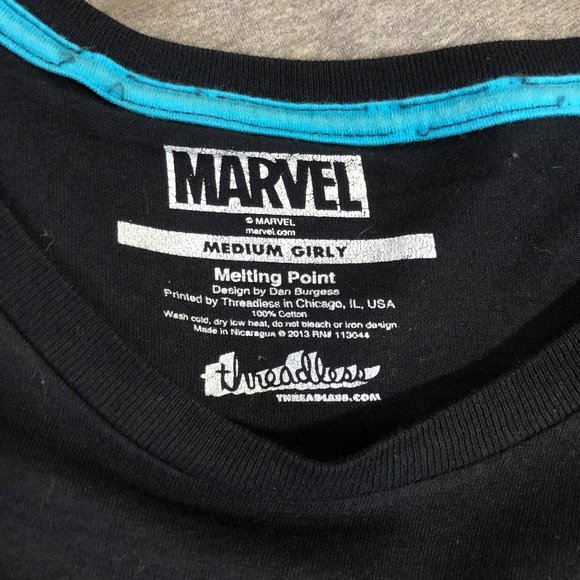 MARVEL
© MARVEL
marvel.com
MEDIUM GIRLY
Melting Point
Design by Dan Burgess
Printed by Threadless in Chicago, IL, USA
100% Cotton
Wash cold, dry low heat, do not bleach or iron design
Made in Nicaragua © 2013 RN# 113044
threadless
THREADLESS.COM